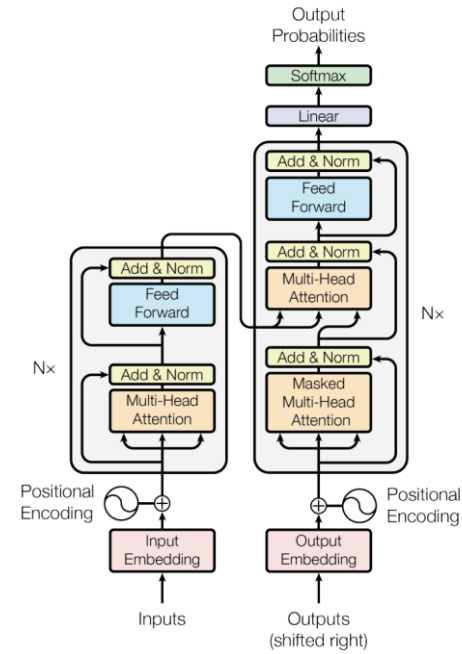 Output
Probabilities
Softmax
Linear
Add & Norm
Feed
Forward
Add & Norm
Multi-Head
Attention
Add & Norm
Masked
Multi-Head
Attention
N×
Add & Norm
Feed
Forward
Add & Norm
Multi-Head
Attention
N×
Positional
Encoding
Positional
Encoding
Input
Embedding
Output
Embedding
Inputs
Outputs
(shifted right)